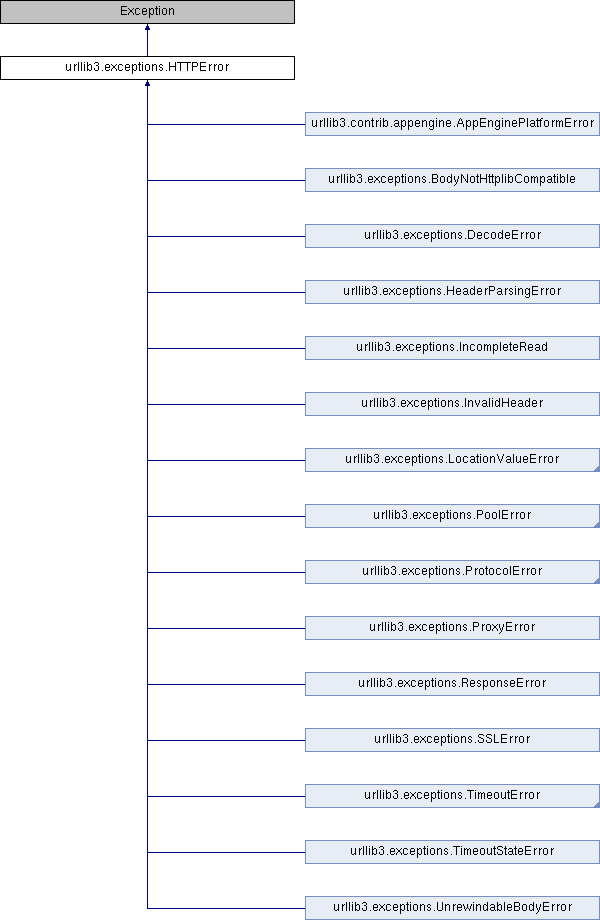 Exception
urllib3.exceptions.HTTPError
urllib3.contrib.appengine.AppEnginePlatformError
urllib3.exceptions.BodyNotHttplibCompatible
urllib3.exceptions.DecodeError
urllib3.exceptions.HeaderParsingError
urllib3.exceptions.IncompleteRead
urllib3.exceptions.InvalidHeader
urllib3.exceptions.LocationValueError
urllib3.exceptions.PoolError
urllib3.exceptions.ProtocolError
urllib3.exceptions.ProxyError
urllib3.exceptions.ResponseError
urllib3.exceptions.SSLError
urllib3.exceptions.TimeoutError
urllib3.exceptions.TimeoutStateError
urllib3.exceptions.UnrewindableBodyError